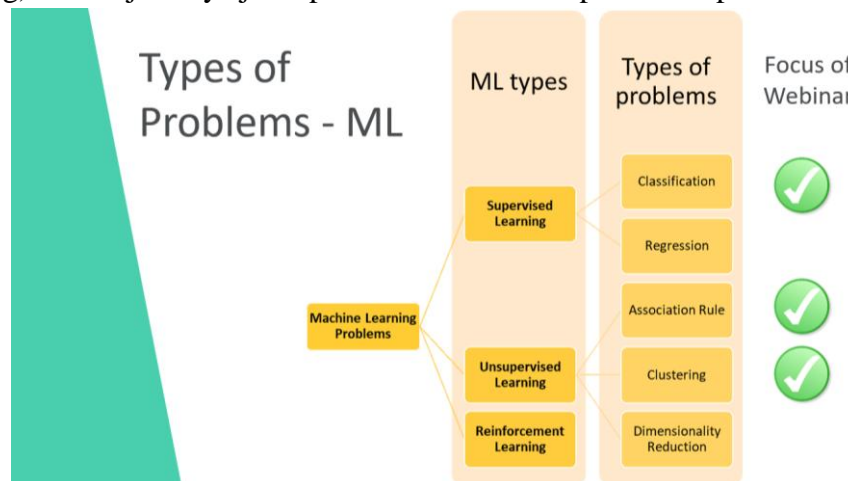 Types of
Problems - ML
ML types
Types of
problems
Focus of
Webinar
Machine Learning
Problems
Supervised
Learning
Classification
Regression
Unsupervised
Learning
Association Rule
Clustering
Dimensionality
Reduction
Reinforcement
Learning